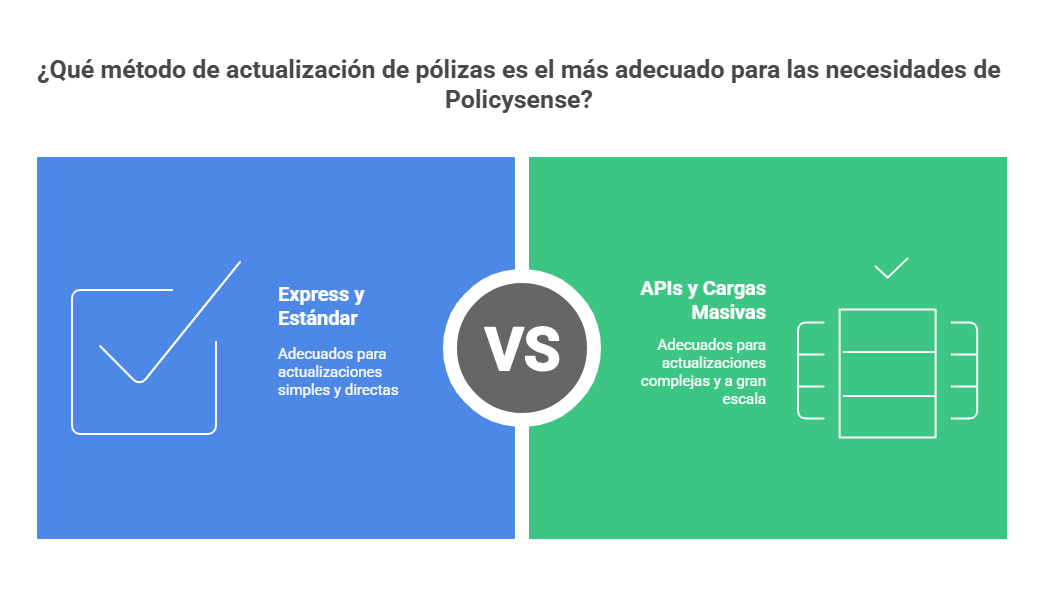 ¿Qué método de actualización de pólizas es el más adecuado para las necesidades de
Policysense?
Express y
Estándar
Adecuados para
actualizaciones
simples y directas
VS
APIs y Cargas
Masivas
Adecuados para
actualizaciones
complejas y a gran
escala